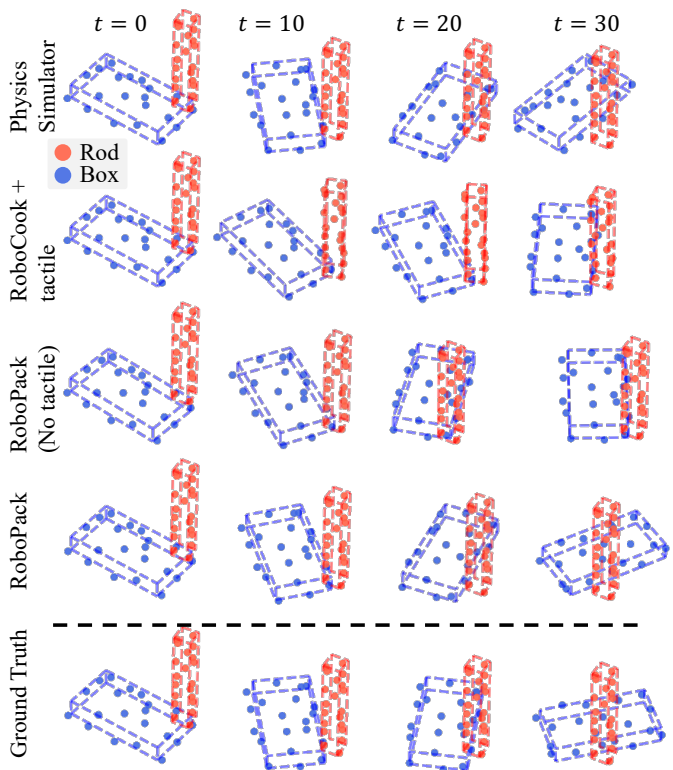 t = 0
t = 10
t = 20
t = 30
Physics
Simulator
Rod
Box
RoboCook +
tactile
RoboPack
(No tactile)
RoboPack
Ground Truth